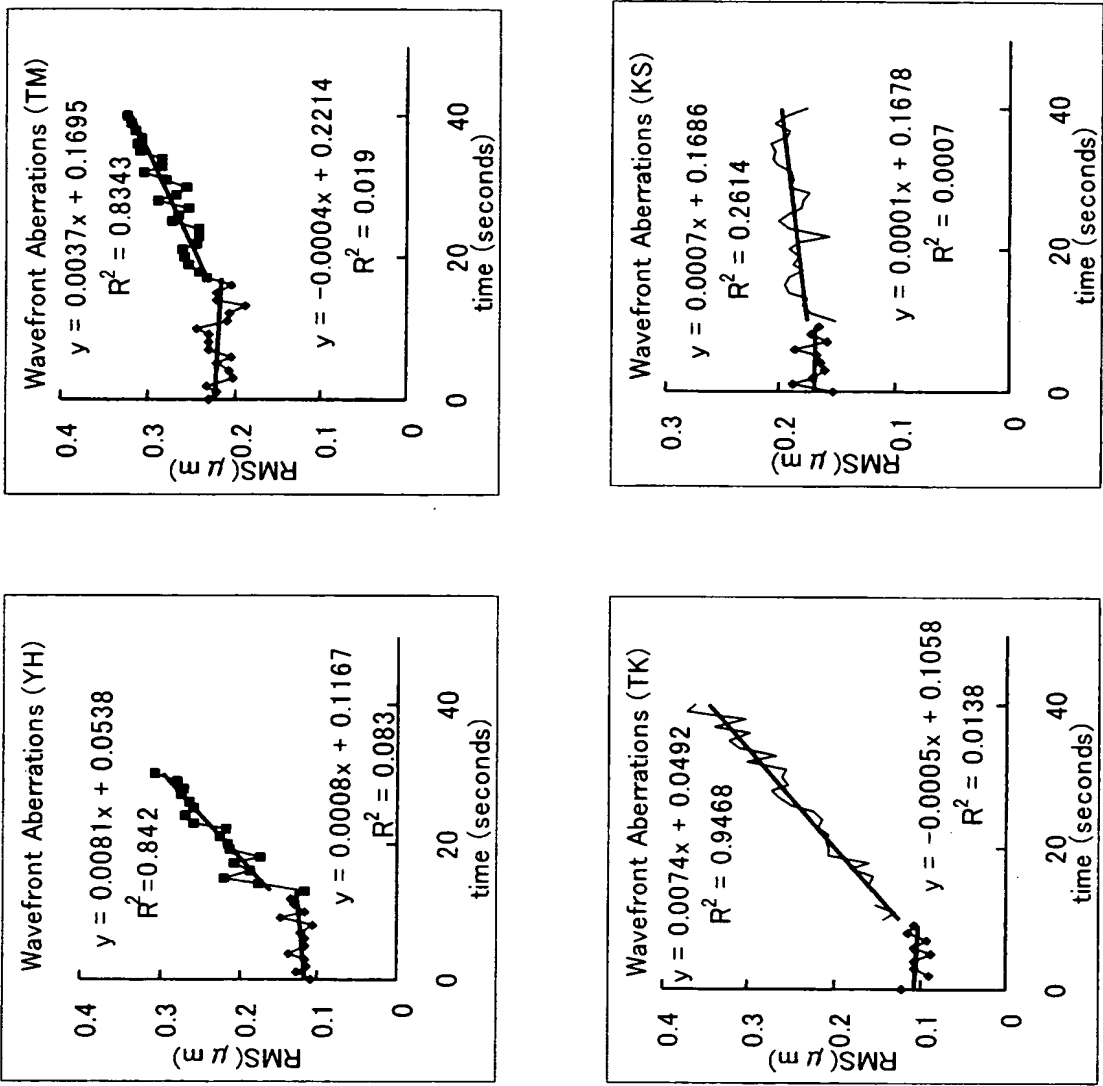 Wavefront Aberrations (YH)
y = 0.0081x + 0.0538
R² = 0.842
0.4
0.3
0.2
0.1
0
RMS(μm)
y = 0.0008x + 0.1167
R² = 0.083
0 20 40
time (seconds)
Wavefront Aberrations (TM)
y = 0.0037x + 0.1695
R² = 0.8343
0.4
0.3
0.2
0.1
0
RMS(μm)
y = −0.0004x + 0.2214
R² = 0.019
0 20 40
time (seconds)
Wavefront Aberrations (TK)
y = 0.0074x + 0.0492
R² = 0.9468
0.4
0.3
0.2
0.1
0
RMS(μm)
y = −0.0005x + 0.1058
R² = 0.0138
0 20 40
time (seconds)
Wavefront Aberrations (KS)
y = 0.0007x + 0.1686
R² = 0.2614
0.3
0.2
0.1
0
RMS(μm)
y = 0.0001x + 0.1678
R² = 0.0007
0 20 40
time (seconds)